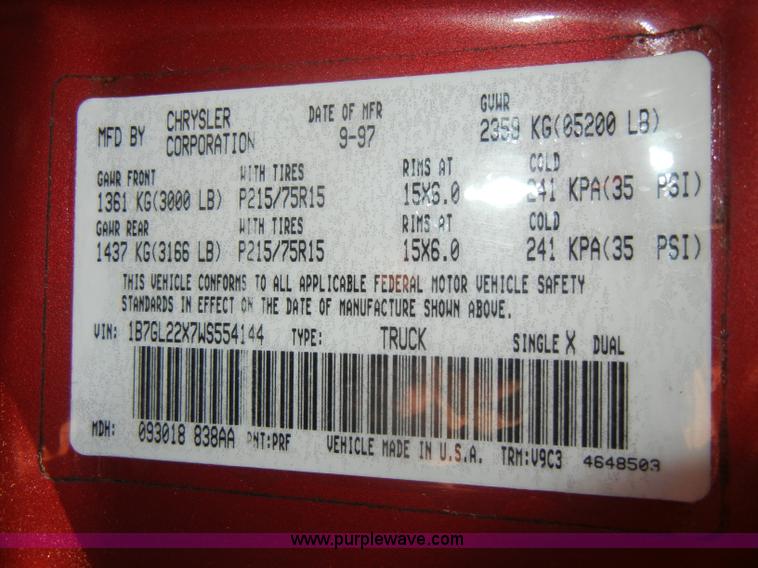 MFD BY CHRYSLER CORPORATION DATE OF MFR 9-97 GVWR 2359 KG(05200 LB)
GAWR FRONT WITH TIRES RIMS AT COLD
1361 KG(3000 LB) P215/75R15 15X6.0 241 KPA(35 PSI)
GAWR REAR WITH TIRES RIMS AT COLD
1437 KG(3166 LB) P215/75R15 15X6.0 241 KPA(35 PSI)
THIS VEHICLE CONFORMS TO ALL APPLICABLE FEDERAL MOTOR VEHICLE SAFETY
STANDARDS IN EFFECT ON THE DATE OF MANUFACTURE SHOWN ABOVE.
VIN: 1B7GL22X7WS554144 TYPE: TRUCK SINGLE X DUAL
MDH: 093018 838AA PNT:PRF VEHICLE MADE IN U.S.A. TRM:V9C3 4648503
www.purplewave.com